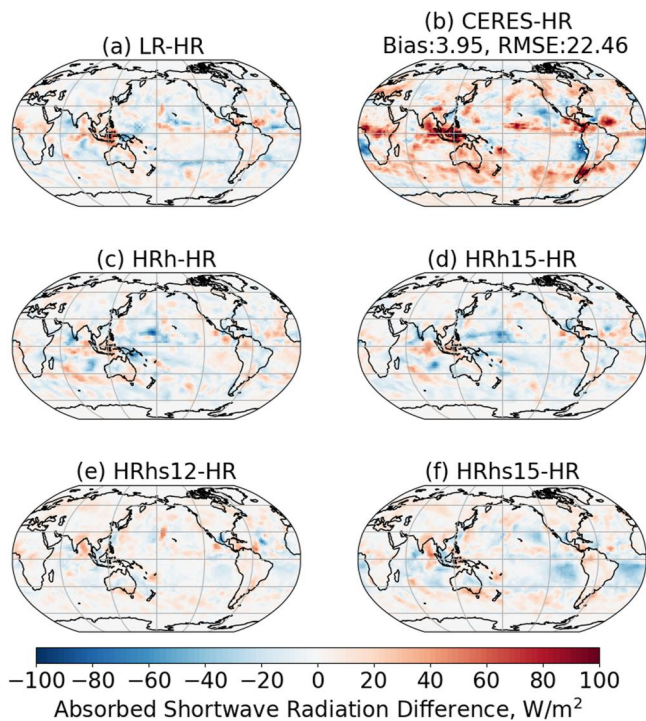 (a) LR-HR
(b) CERES-HR
Bias:3.95, RMSE:22.46
(c) HRh-HR
(d) HRh15-HR
(e) HRhs12-HR
(f) HRhs15-HR
−100 −80 −60 −40 −20 0 20 40 60 80 100
Absorbed Shortwave Radiation Difference, W/m²